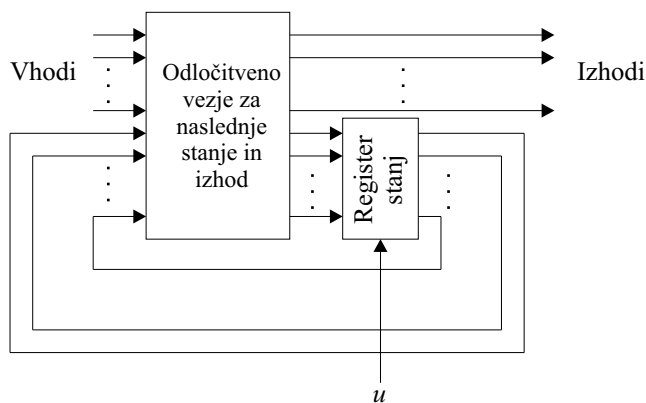 Vhodi
Odločitveno
vezje za
naslednje
stanje in
izhod
Izhodi
Register
stanj
u